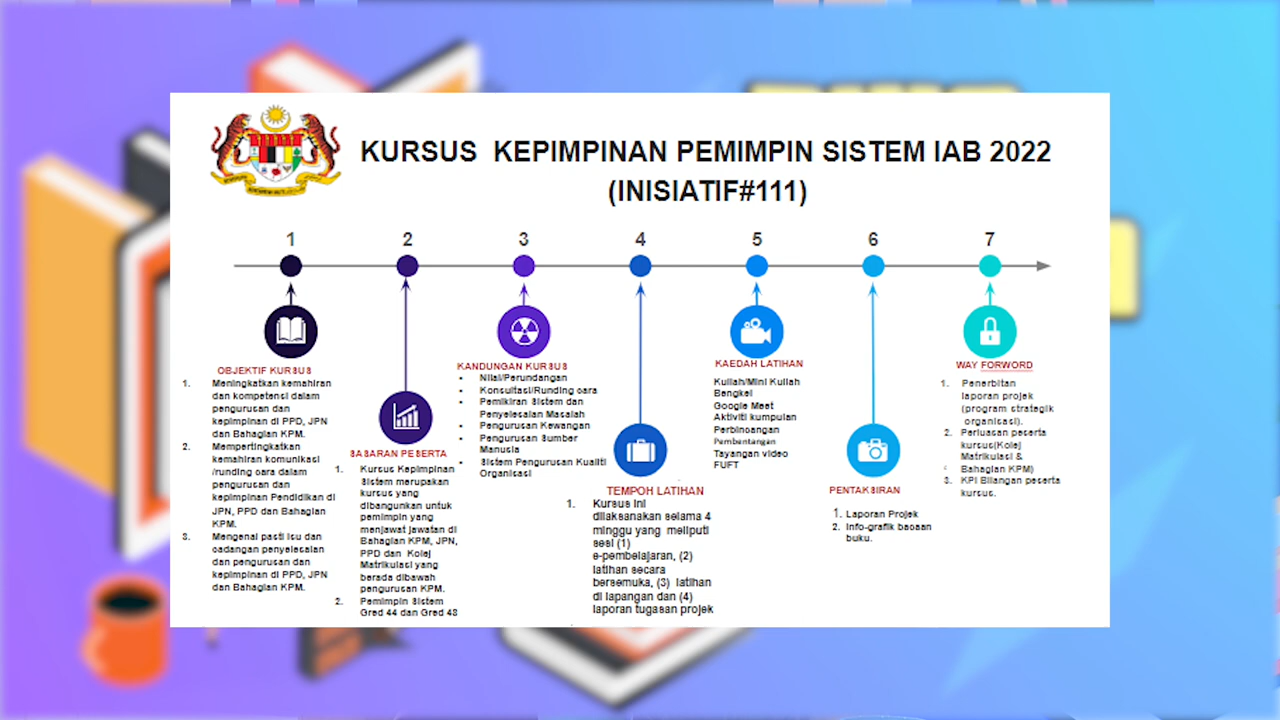 KURSUS KEPIMPINAN PEMIMPIN SISTEM IAB 2022
(INISIATIF#111)
1
2
3
4
5
6
7
OBJEKTIF KURSUS
1. Meningkatkan kemahiran
dan kompetensi dalam
pengurusan dan
kepimpinan di PPD, JPN
dan Bahagian KPM.
2. Mempertingkatkan
kemahiran komunikasi
/runding cara dalam
pengurusan dan
kepimpinan Pendidikan di
JPN, PPD dan Bahagian
KPM.
3. Mengenal pasti isu dan
cadangan penyelesaian
dan pengurusan dan
kepimpinan di PPD, JPN
dan Bahagian KPM.
SASARAN PESERTA
1. Kursus Kepimpinan
Sistem merupakan
kursus yang
dibangunkan untuk
pemimpin yang
menjawat jawatan di
Bahagian KPM, JPN,
PPD dan Kolej
Matrikulasi yang
berada dibawah
pengurusan KPM.
2. Pemimpin Sistem
Gred 44 dan Gred 48
KANDUNGAN KURSUS
• Nilai/Perundangan
• Konsultasi/Runding cara
• Pemikiran Sistem dan
Penyelesaian Masalah
• Pengurusan Kewangan
• Pengurusan Sumber
Manusia
• Sistem Pengurusan Kualiti
Organisasi
TEMPOH LATIHAN
1. Kursus ini
dilaksanakan selama 4
minggu yang meliputi
sesi (1)
e-pembelajaran, (2)
latihan secara
bersemuka, (3) latihan
di lapangan dan (4)
laporan tugasan projek
KAEDAH LATIHAN
Kuliah/Mini Kuliah
Bengkel
Google Meet
Aktiviti kumpulan
Perbincangan
Pembentangan
Tayangan video
FUFT
PENTAKSIRAN
1. Laporan Projek
2. Info-grafik bacaan
buku.
WAY FORWORD
1. Penerbitan
laporan projek
(program strategik
organisasi).
2. Perluasan peserta
kursus(Kolej
Matrikulasi &
Bahagian KPM)
3. KPI Bilangan peserta
kursus.